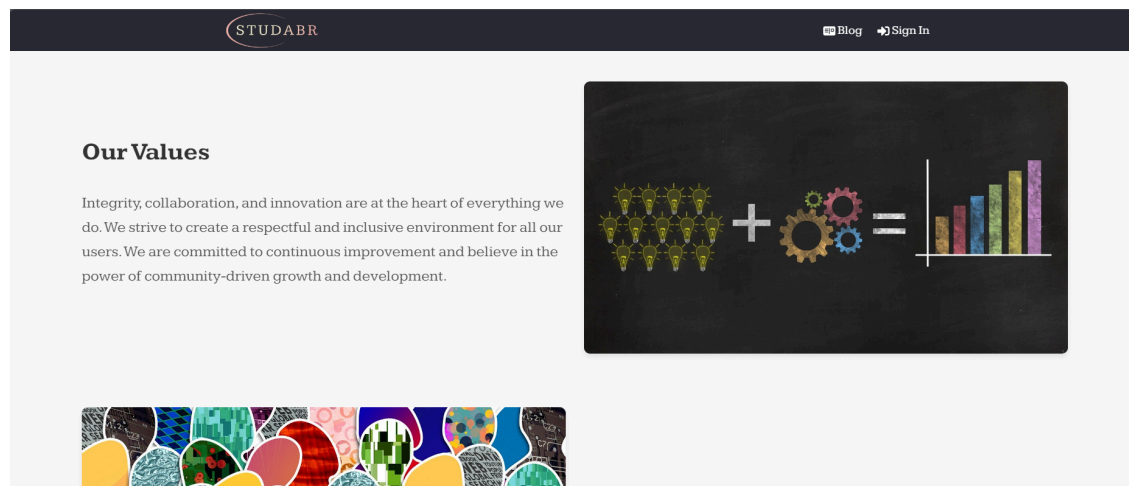 STUDABR
Blog
Sign In
Our Values
Integrity, collaboration, and innovation are at the heart of everything we
do. We strive to create a respectful and inclusive environment for all our
users. We are committed to continuous improvement and believe in the
power of community-driven growth and development.